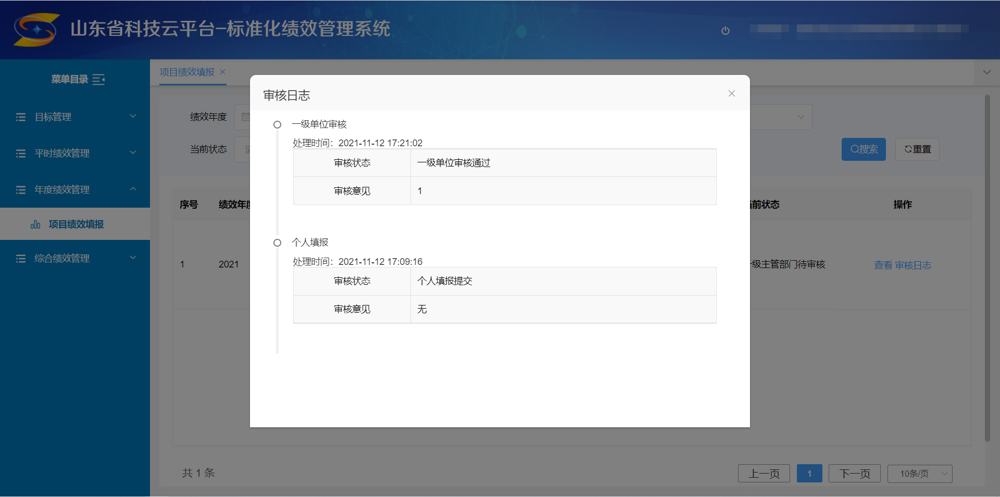 山东省科技云平台-标准化绩效管理系统
菜单目录
目标管理
平时绩效管理
年度绩效管理
项目绩效填报
综合绩效管理
项目绩效填报
绩效年度
当前状态
搜索
重置
序号 绩效年度 前状态 操作
1 2021 级主管部门待审核 查看 审核日志
审核日志
一级单位审核
处理时间：2021-11-12 17:21:02
审核状态 一级单位审核通过
审核意见 1
个人填报
处理时间：2021-11-12 17:09:16
审核状态 个人填报提交
审核意见 无
共 1 条
上一页 1 下一页 10条/页